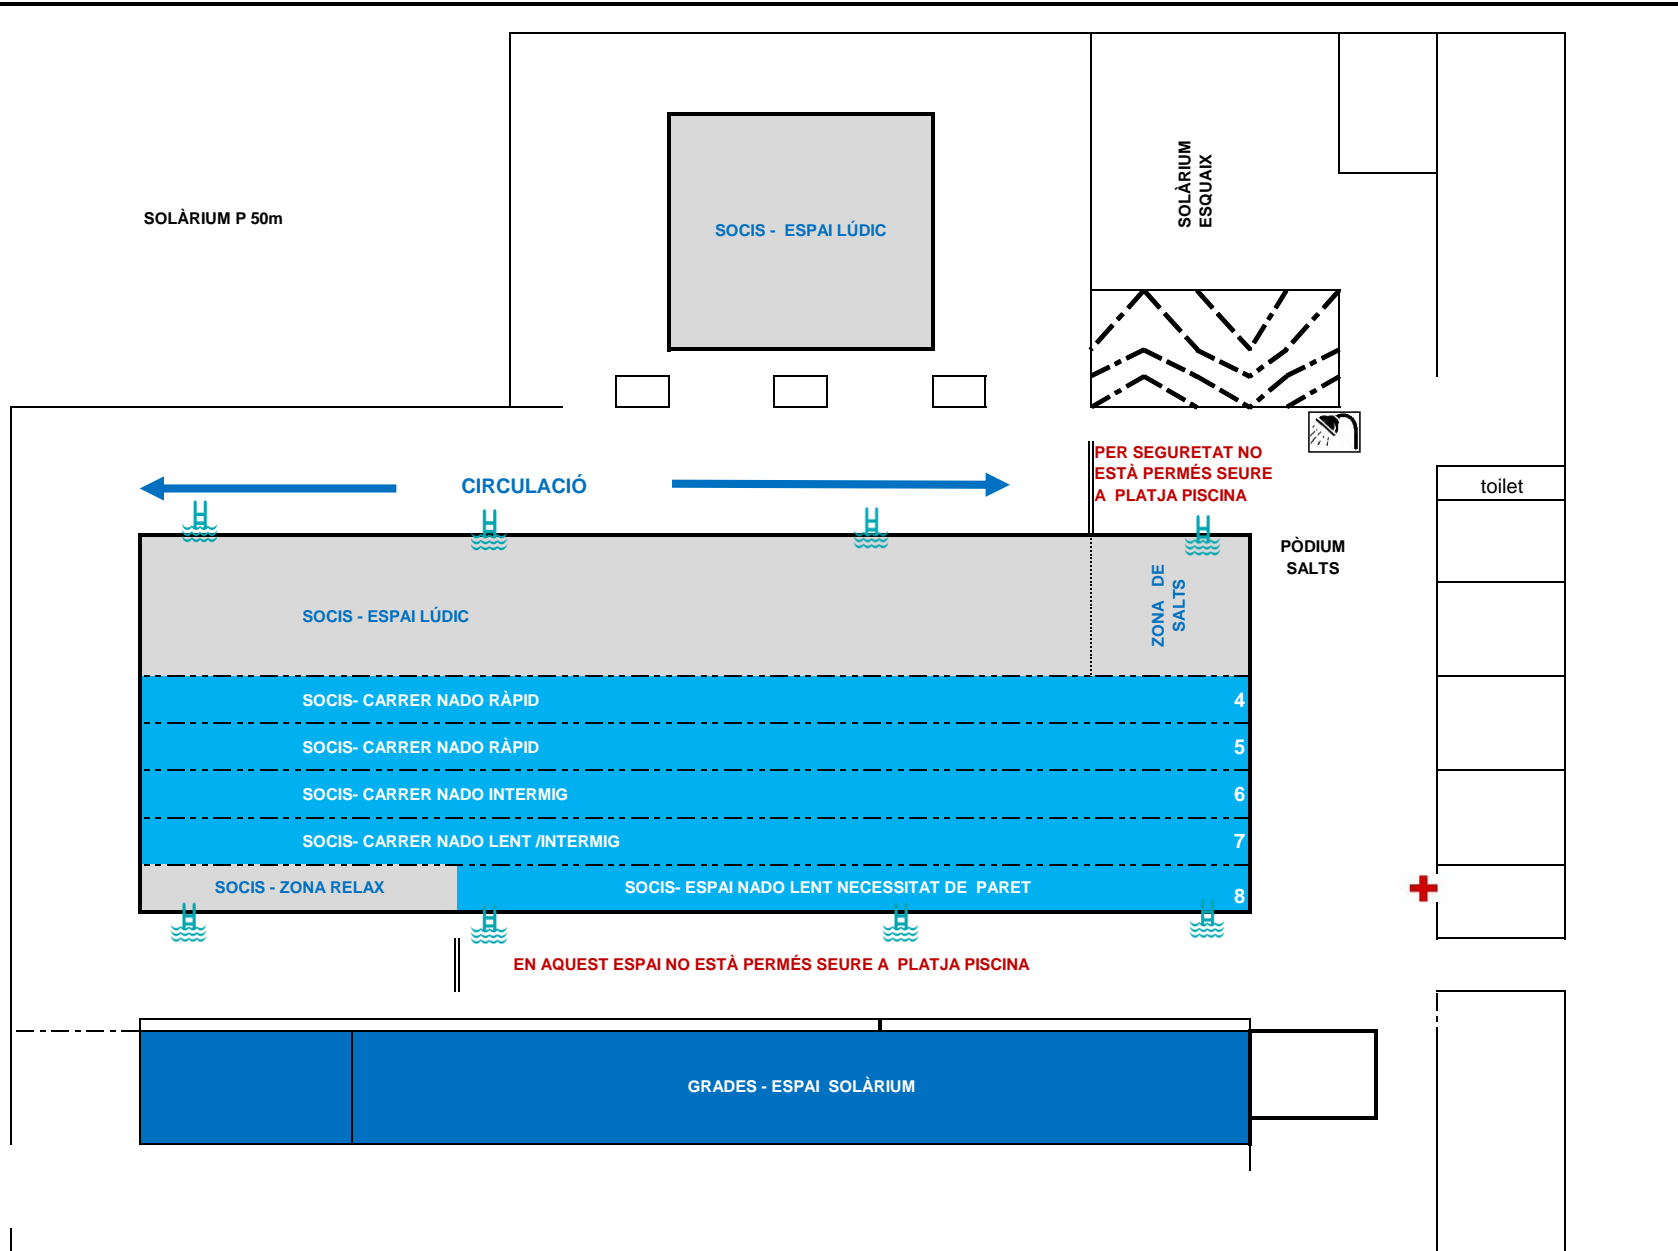 SOLÀRIUM
ESQUAIX
SOLÀRIUM P 50m
SOCIS - ESPAI LÚDIC
PER SEGURETAT NO
ESTÀ PERMÉS SEURE
A PLATJA PISCINA
CIRCULACIÓ
toilet
PÒDIUM
SALTS
ZONA DE
SALTS
SOCIS - ESPAI LÚDIC
SOCIS- CARRER NADO RÀPID 4
SOCIS- CARRER NADO RÀPID 5
SOCIS- CARRER NADO INTERMIG 6
SOCIS- CARRER NADO LENT /INTERMIG 7
SOCIS - ZONA RELAX SOCIS- ESPAI NADO LENT NECESSITAT DE PARET 8
EN AQUEST ESPAI NO ESTÀ PERMÉS SEURE A PLATJA PISCINA
GRADES - ESPAI SOLÀRIUM